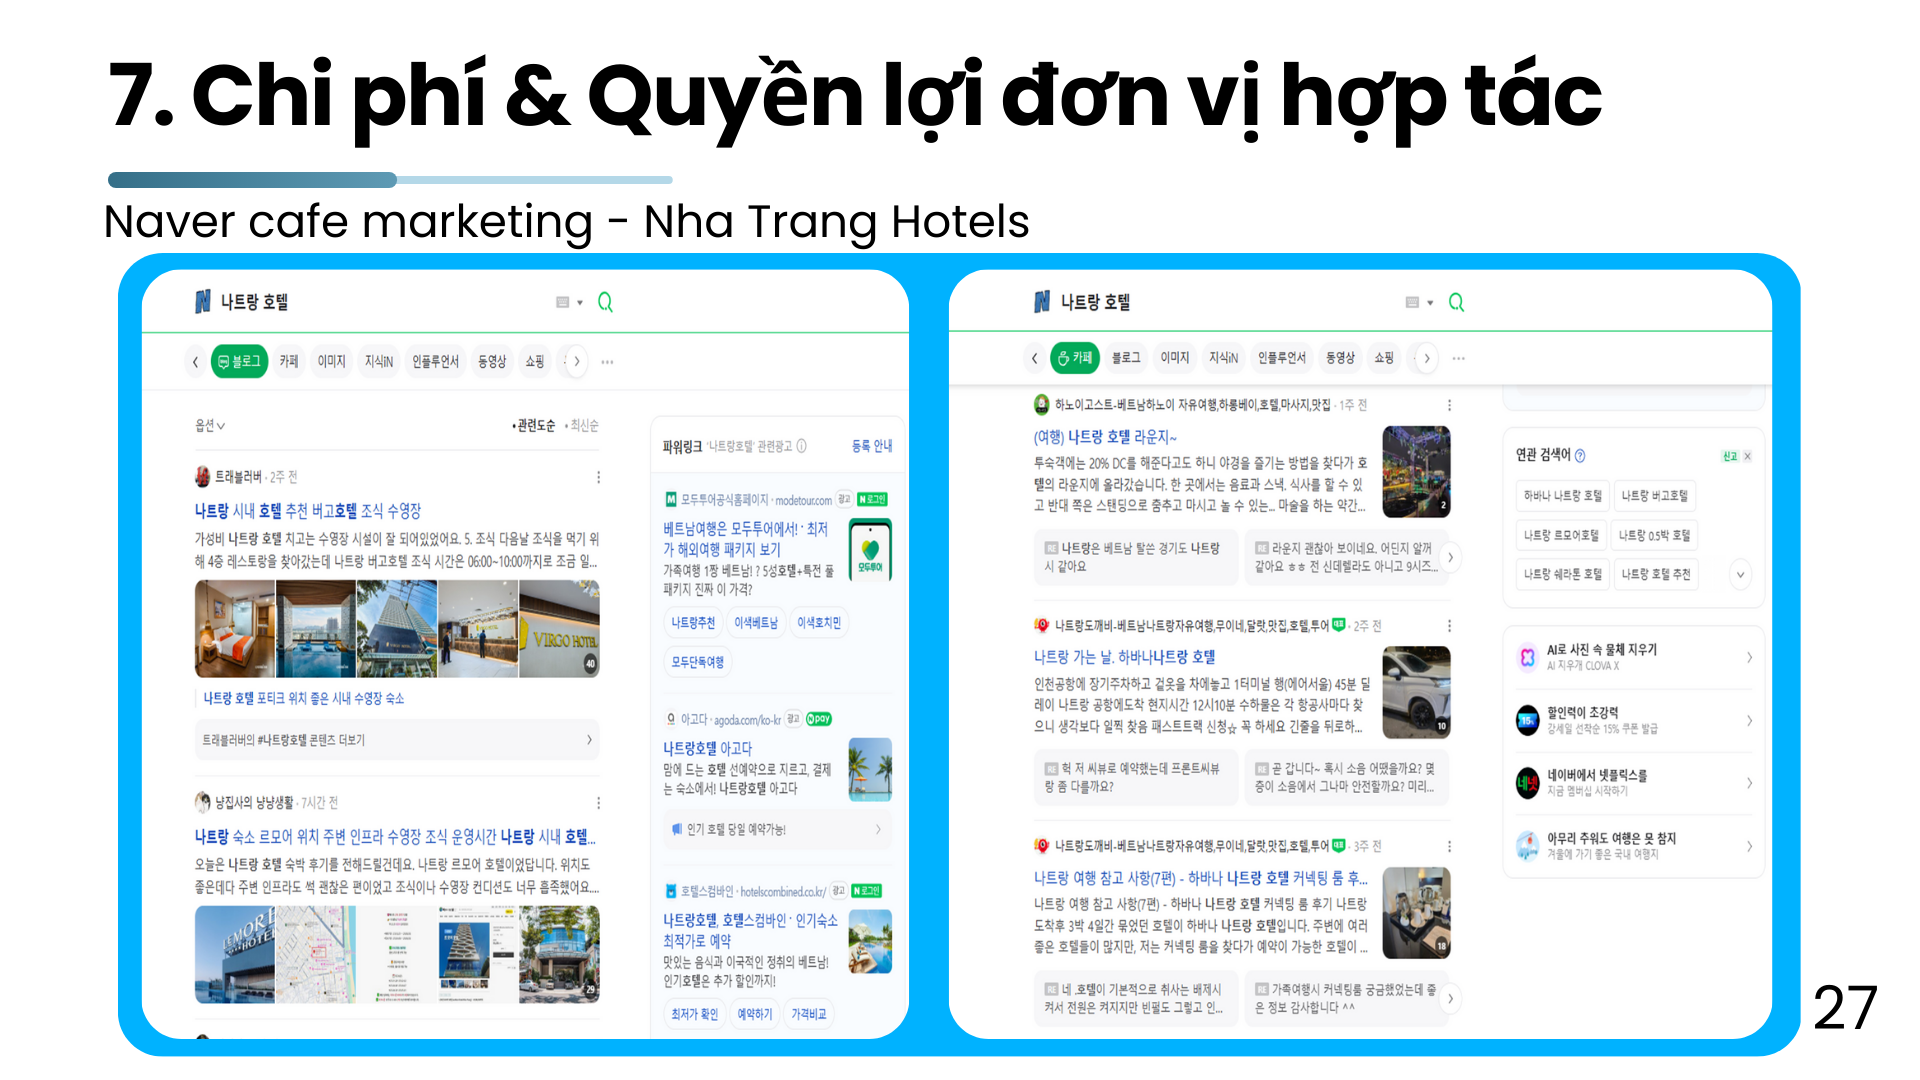 7. Chi phí & Quyền lợi đơn vị hợp tác
Naver cafe marketing - Nha Trang Hotels
나트랑 호텔
블로그 카페 이미지 지식iN 인플루언서 동영상 쇼핑
옵션
• 관련도순 • 최신순
트래블러버 · 2주 전
나트랑 시내 호텔 추천 버고호텔 조식 수영장
가성비 나트랑 호텔 치고는 수영장 시설이 잘 되어있었어요. 5. 조식 다음날 조식을 먹기 위
해 4층 레스토랑을 찾아갔는데 나트랑 버고호텔 조식 시간은 06:00~10:00까지로 조금 일...
VIRGO HOTEL
40
나트랑 호텔 포티크 위치 좋은 시내 수영장 숙소
트래블러버의 #나트랑호텔 콘텐츠 더보기
냥집사의 냥냥생활 · 7시간 전
나트랑 숙소 르모어 위치 주변 인프라 수영장 조식 운영시간 나트랑 시내 호텔...
오늘은 나트랑 호텔 숙박 후기를 전해드릴건데요. 나트랑 르모어 호텔이었답니다. 위치도
좋은데다 주변 인프라도 썩 괜찮은 편이었고 조식이나 수영장 컨디션도 너무 흡족했어요....
LEMORE
HOTEL
29
파워링크 '나트랑호텔' 관련광고
등록 안내
모두투어공식홈페이지 · modetour.com 광고 N 로그인
베트남여행은 모두투어에서! · 최저
가 해외여행 패키지 보기
가족여행 1짱 베트남! ? 5성호텔+특전 풀
패키지 진짜 이 가격?
모두투어
나트랑추천 이색베트남 이색호치민
모두단독여행
아고다 · agoda.com/ko-kr 광고 N pay
나트랑호텔 아고다
맘에 드는 호텔 선예약으로 지르고, 결제
는 숙소에서! 나트랑호텔 아고다
인기 호텔 당일 예약가능!
호텔스컴바인 · hotelscombined.co.kr/ 광고 N 로그인
나트랑호텔, 호텔스컴바인 · 인기숙소
최적가로 예약
맛있는 음식과 이국적인 정취의 베트남!
인기호텔은 추가 할인까지!
최저가 확인 예약하기 가격비교
나트랑 호텔
카페 블로그 이미지 지식iN 인플루언서 동영상 쇼핑
하노이고스트-베트남하노이 자유여행,하롱베이,호텔,마사지,맛집 · 1주 전
(여행) 나트랑 호텔 라운지~
투숙객에는 20% DC를 해준다고도 하니 야경을 즐기는 방법을 찾다가 호
텔의 라운지에 올라갔습니다. 한 곳에서는 음료과 스낵. 식사를 할 수 있
고 반대 쪽은 스탠딩으로 춤추고 마시고 놀 수 있는... 마술을 하는 약간...
2
RE 나트랑은 베트남 탈쓴 경기도 나트랑
시 같아요
RE 라운지 괜찮아 보이네요. 어딘지 알꺼
같아요 ㅎㅎ 전 신데렐라도 아니고 9시즈...
나트랑도깨비-베트남나트랑자유여행,무이네,달랏,맛집,호텔,투어 대표 · 2주 전
나트랑 가는 날. 하바나나트랑 호텔
인천공항에 장기주차하고 겉옷을 차에놓고 1터미널 행(에어서울) 45분 딜
레이 나트랑 공항에도착 현지시간 12시10분 수하물은 각 항공사마다 찾
으니 생각보다 일찍 찾음 패스트트랙 신청☆ 꼭 하세요 긴줄을 뒤로하...
10
RE 헉 저 씨뷰로 예약했는데 프론트씨뷰
랑 좀 다를까요?
RE 곧 갑니다~ 혹시 소음 어땠을까요? 몇
층이 소음에서 그나마 안전할까요? 미리...
나트랑도깨비-베트남나트랑자유여행,무이네,달랏,맛집,호텔,투어 대표 · 3주 전
나트랑 여행 참고 사항(7편) - 하바나 나트랑 호텔 커넥팅 룸 후...
나트랑 여행 참고 사항(7편) - 하바나 나트랑 호텔 커넥팅 룸 후기 나트랑
도착후 3박 4일간 묶었던 호텔이 하바나 나트랑 호텔입니다. 주변에 여러
좋은 호텔들이 많지만, 저는 커넥팅 룸을 찾다가 예약이 가능한 호텔이 ...
18
RE 네 .호텔이 기본적으로 취사는 배제시
켜서 전원은 켜지지만 빈필도 그렇고 인...
RE 가족여행시 커넥팅룸 궁금했었는데 좋
은 정보 감사합니다 ^^
연관 검색어
신고 ×
하바나 나트랑 호텔 나트랑 버고호텔
나트랑 르모어호텔 나트랑 0.5박 호텔
나트랑 쉐라톤 호텔 나트랑 호텔 추천
AI로 사진 속 물체 지우기
AI 지우개 CLOVA X
15%
할인력이 초강력
강세일 선착순 15% 쿠폰 발급
네넷
네이버에서 넷플릭스를
지금 멤버십 시작하기
아무리 추워도 여행은 못 참지
겨울에 가기 좋은 국내 여행지
27